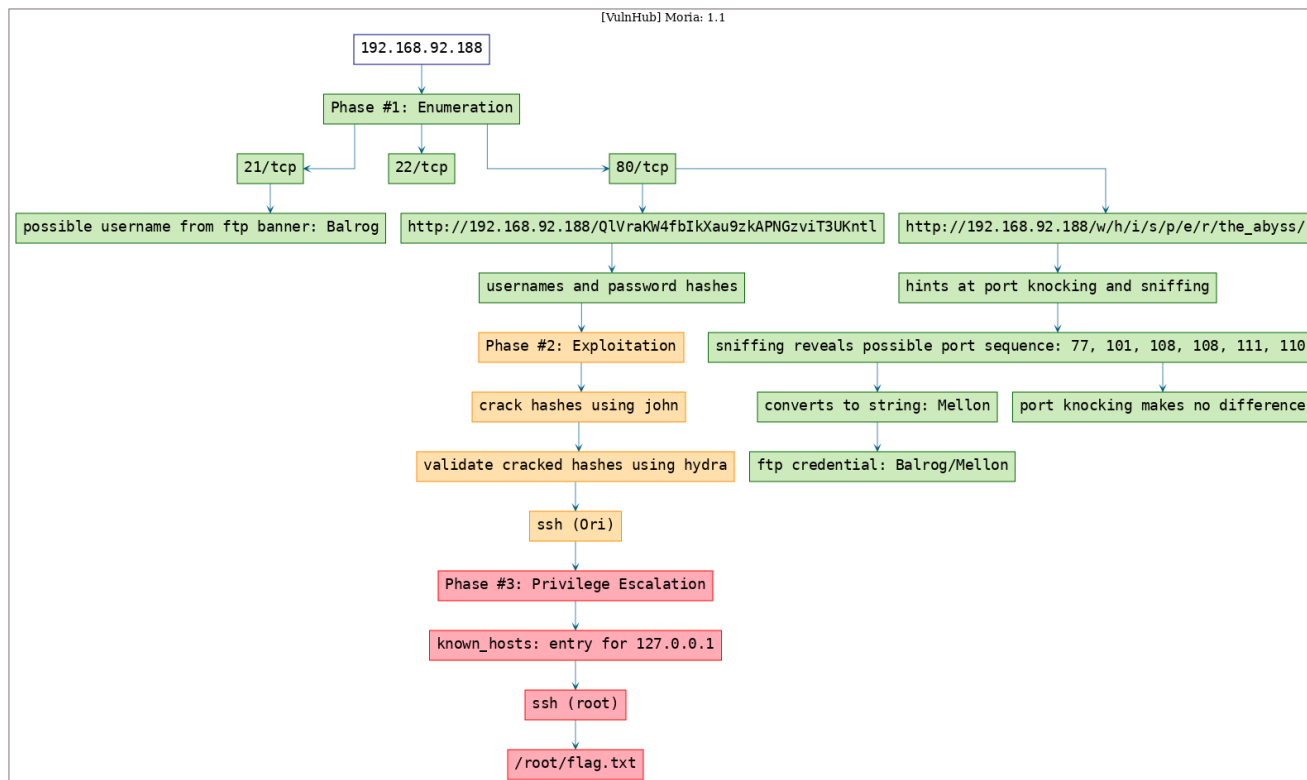 [VulnHub] Moria: 1.1
192.168.92.188
Phase #1: Enumeration
21/tcp
22/tcp
80/tcp
possible username from ftp banner: Balrog
http://192.168.92.188/QlVraKW4fbIkXau9zkAPNGzviT3UKntl
http://192.168.92.188/w/h/i/s/p/e/r/the_abyss/
usernames and password hashes
hints at port knocking and sniffing
Phase #2: Exploitation
sniffing reveals possible port sequence: 77, 101, 108, 108, 111, 110
crack hashes using john
converts to string: Mellon
port knocking makes no difference
validate cracked hashes using hydra
ftp credential: Balrog/Mellon
ssh (Ori)
Phase #3: Privilege Escalation
known_hosts: entry for 127.0.0.1
ssh (root)
/root/flag.txt